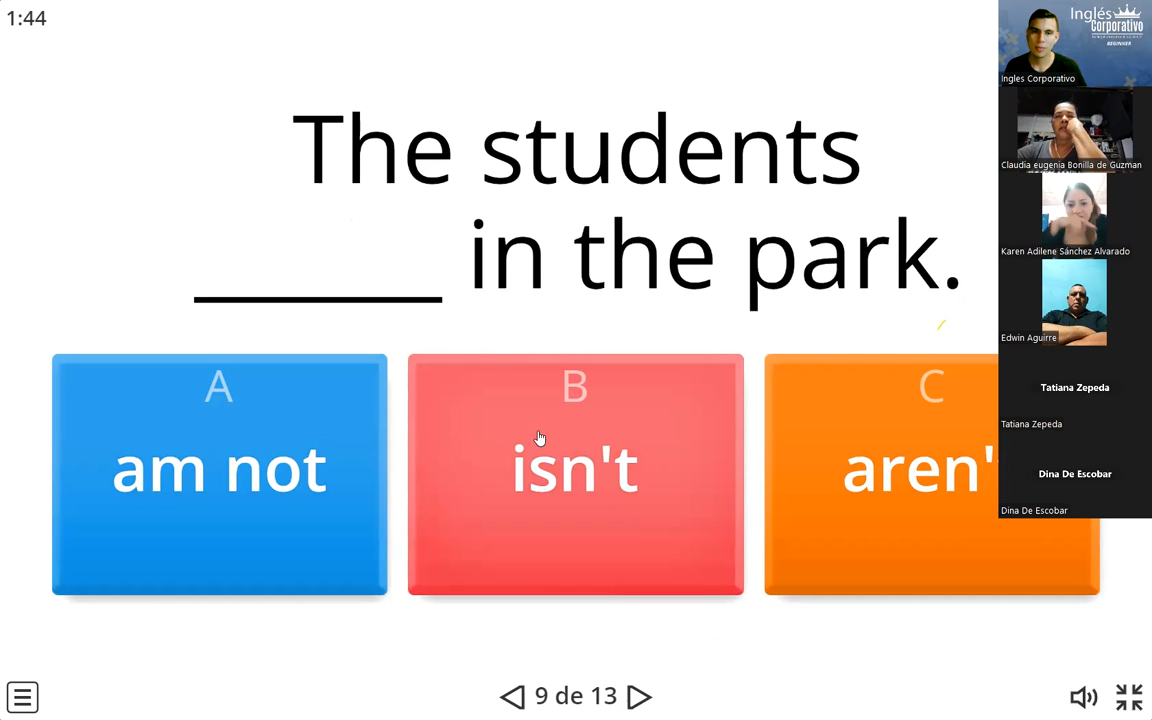 1:44
The students
______ in the park.
A
am not
B
isn't
C
aren'
9 de 13
Inglés
Corporativo
BEGINNER
Ingles Corporativo
Claudia eugenia Bonilla de Guzman
Karen Adilene Sánchez Alvarado
Edwin Aguirre
Tatiana Zepeda
Tatiana Zepeda
Dina De Escobar
Dina De Escobar